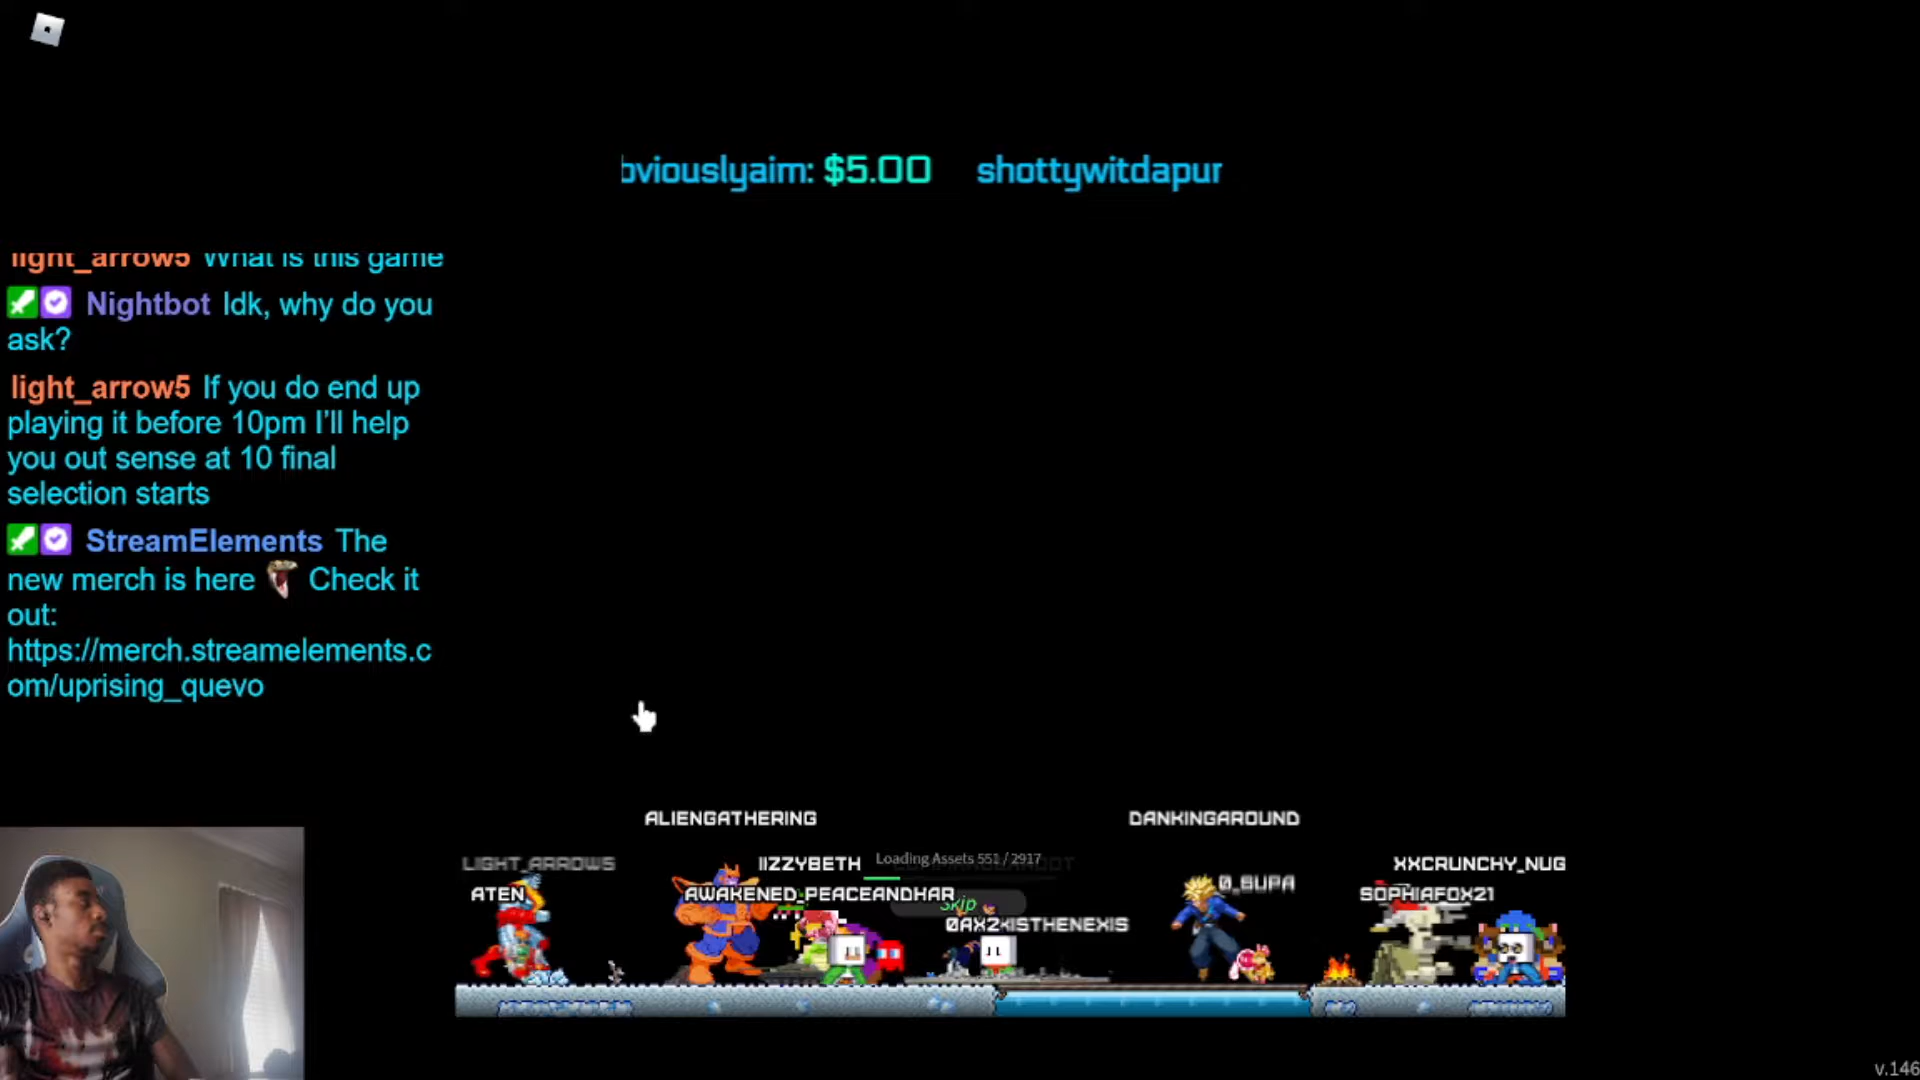 bviouslyaim: $5.00 shottywitdapur
light_arrow5 What is this game
Nightbot Idk, why do you
ask?
light_arrow5 If you do end up
playing it before 10pm I'll help
you out sense at 10 final
selection starts
StreamElements The
new merch is here Check it
out:
https://merch.streamelements.c
om/uprising_quevo
ALIENGATHERING DANKINGAROUND
LIGHT_ARROW5 IIZZYBETH Loading Assets 551 / 2917 XXCRUNCHY_NUG
ATEN AWAKENED_PEACEANDHAR Skip 0_SUPA SOPHIAFOX21
0AX2KISTHENEXIS
v.146